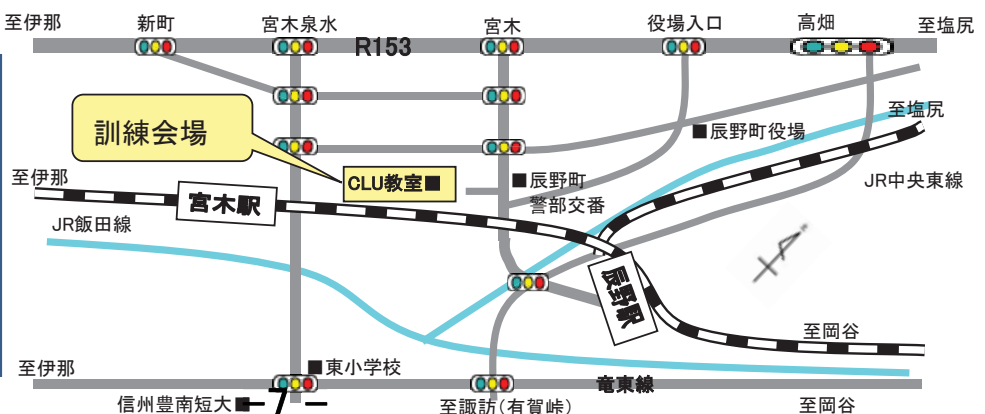 至伊那
新町
宮木泉水
宮木
役場入口
高畑
至塩尻
R153
訓練会場
至塩尻
■辰野町役場
至伊那
CLU教室■
■辰野町
警部交番
JR中央東線
宮木駅
JR飯田線
辰野駅
至岡谷
至伊那
■東小学校
竜東線
信州豊南短大■
- 7 -
至諏訪(有賀峠)
至岡谷